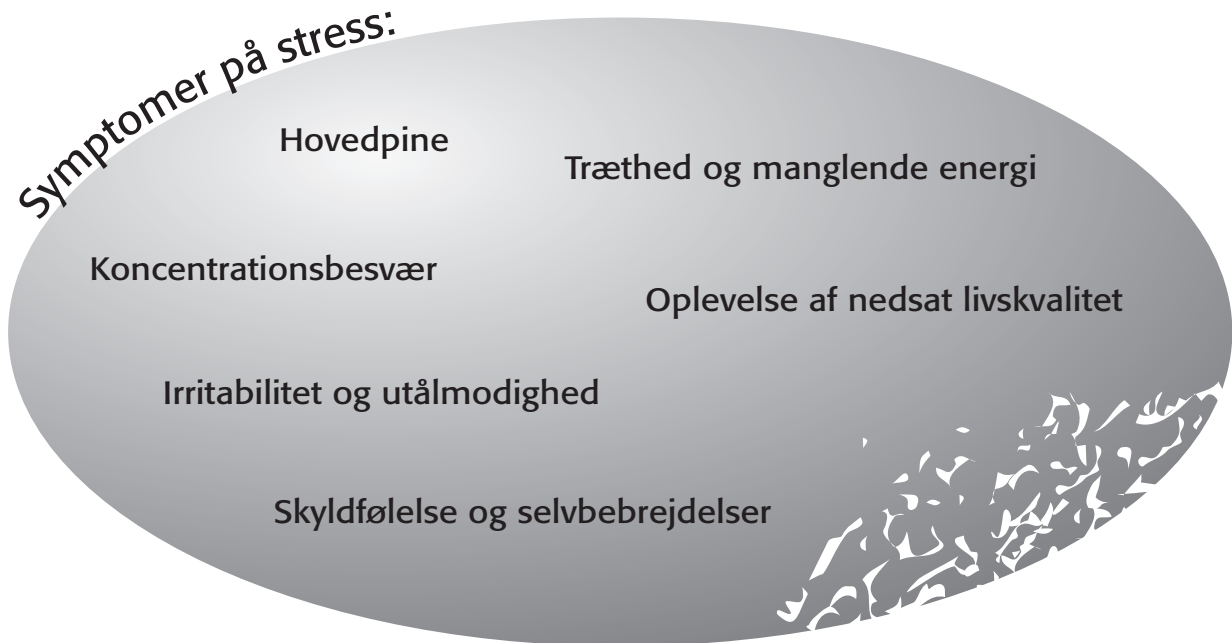 Symptomer på stress:
Hovedpine
Træthed og manglende energi
Koncentrationsbesvær
Oplevelse af nedsat livskvalitet
Irritabilitet og utålmodighed
Skyldfølelse og selvbebrejdelser